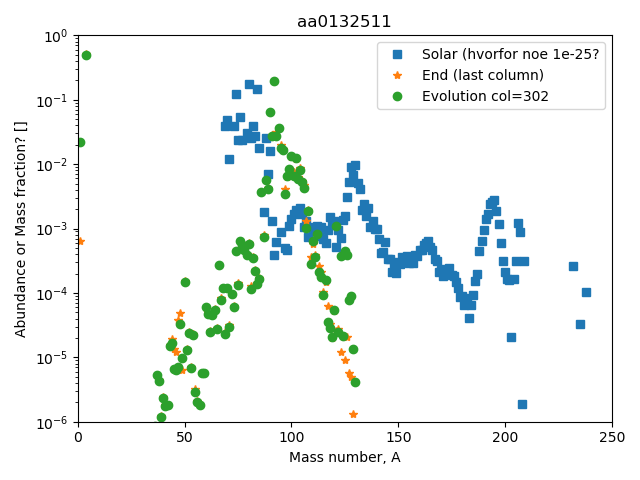 aa0132511
Solar (hvorfor noe 1e-25?
End (last column)
Evolution col=302
Abundance or Mass fraction? []
10⁰
10⁻¹
10⁻²
10⁻³
10⁻⁴
10⁻⁵
10⁻⁶
0 50 100 150 200 250
Mass number, A